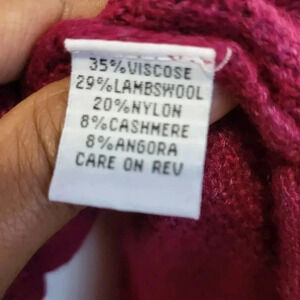 35%VISCOSE
29%LAMBSWOOL
20%NYLON
8%CASHMERE
8%ANGORA
CARE ON REV